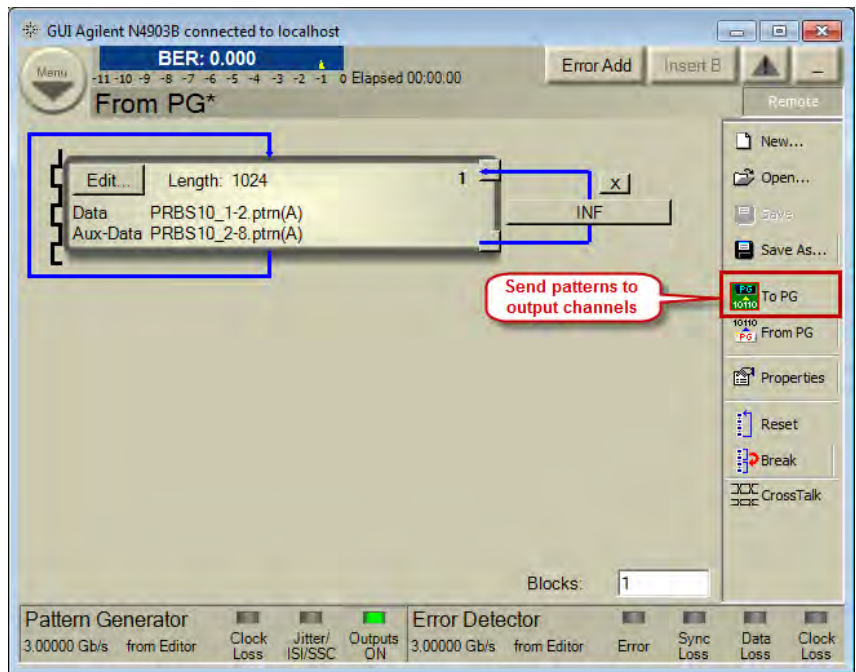 GUI Agilent N4903B connected to localhost
Menu
BER: 0.000
-11 -10 -9 -8 -7 -6 -5 -4 -3 -2 -1 0 Elapsed 00:00:00
Error Add
Insert B
From PG*
Remote
Edit...
Length: 1024
1
Data PRBS10_1-2.ptrn(A)
Aux-Data PRBS10_2-8.ptrn(A)
X
INF
Send patterns to
output channels
New...
Open...
Save
Save As...
PG
10110
To PG
10110
PG
From PG
Properties
Reset
Break
CrossTalk
Blocks: 1
Pattern Generator
3.00000 Gb/s from Editor
Clock
Loss
Jitter/
ISI/SSC
Outputs
ON
Error Detector
3.00000 Gb/s from Editor
Error
Sync
Loss
Data
Loss
Clock
Loss